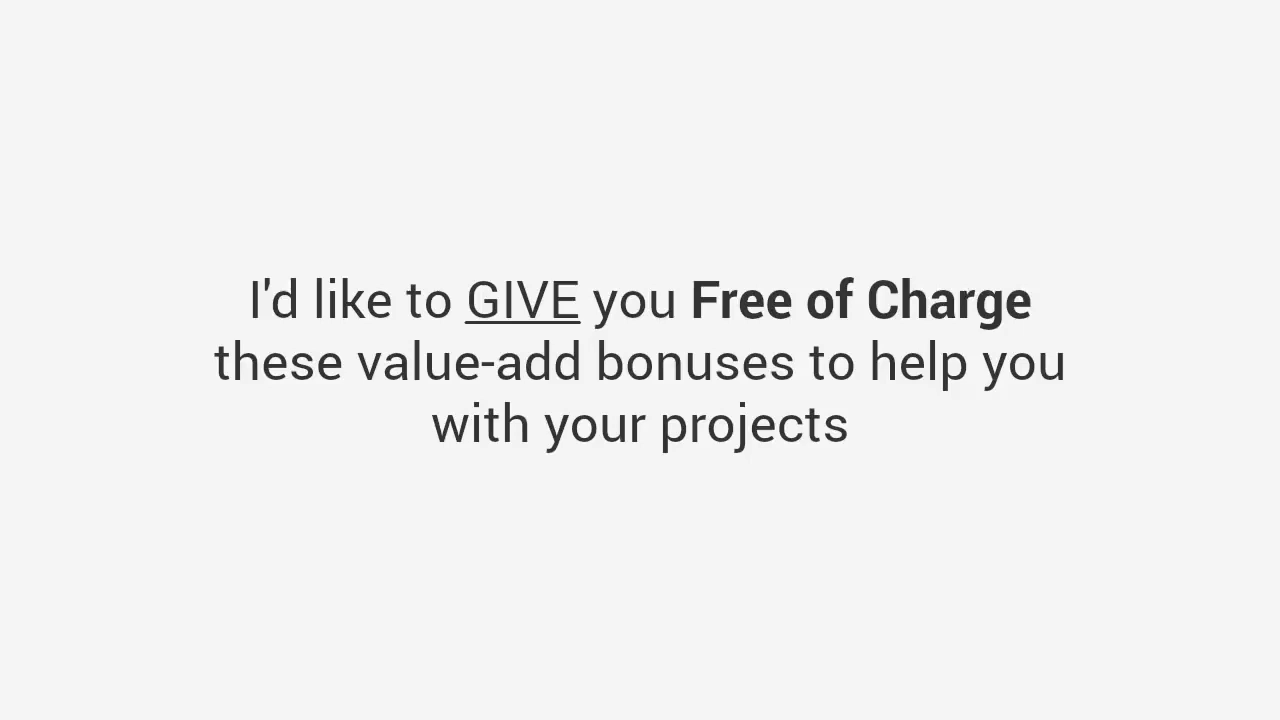 I'd like to GIVE you Free of Charge
these value-add bonuses to help you
with your projects